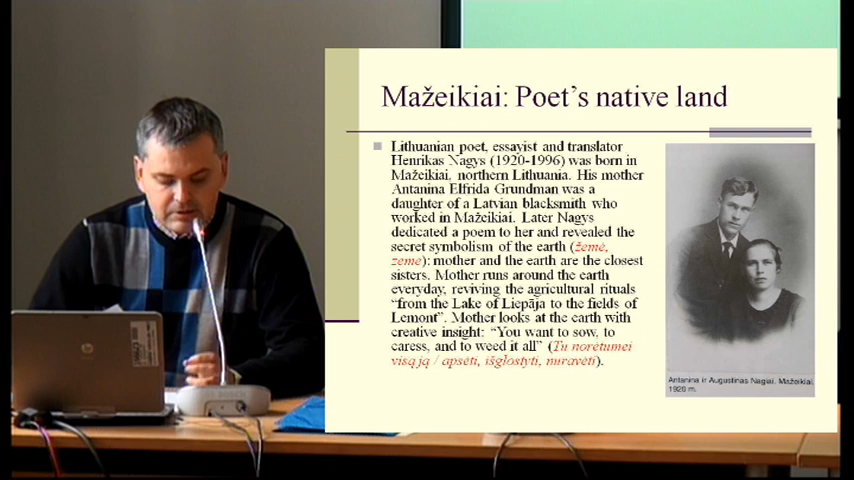 Mažeikiai: Poet's native land
Lithuanian poet, essayist and translator
Henrikas Nagys (1920-1996) was born in
Mažeikiai, northern Lithuania. His mother
Antanina Elfrida Grundman was a
daughter of a Latvian blacksmith who
worked in Mažeikiai. Later Nagys
dedicated a poem to her and revealed the
secret symbolism of the earth (žemė,
zeme): mother and the earth are the closest
sisters. Mother runs around the earth
everyday, reviving the agricultural rituals
“from the Lake of Liepāja to the fields of
Lemont”. Mother looks at the earth with
creative insight: “You want to sow, to
caress, and to weed it all” (Tu norėtumei
visą ją / apsėti, išglostyti, nuravėti).
Antanina ir Augustinas Nagiai. Mažeikiai.
1920 m.
BOSCH